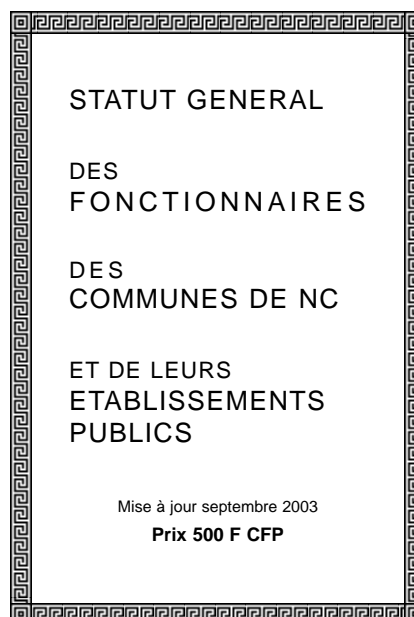 STATUT GENERAL
DES
FONCTIONNAIRES
DES
COMMUNES DE NC
ET DE LEURS
ETABLISSEMENTS
PUBLICS
Mise à jour septembre 2003
Prix 500 F CFP